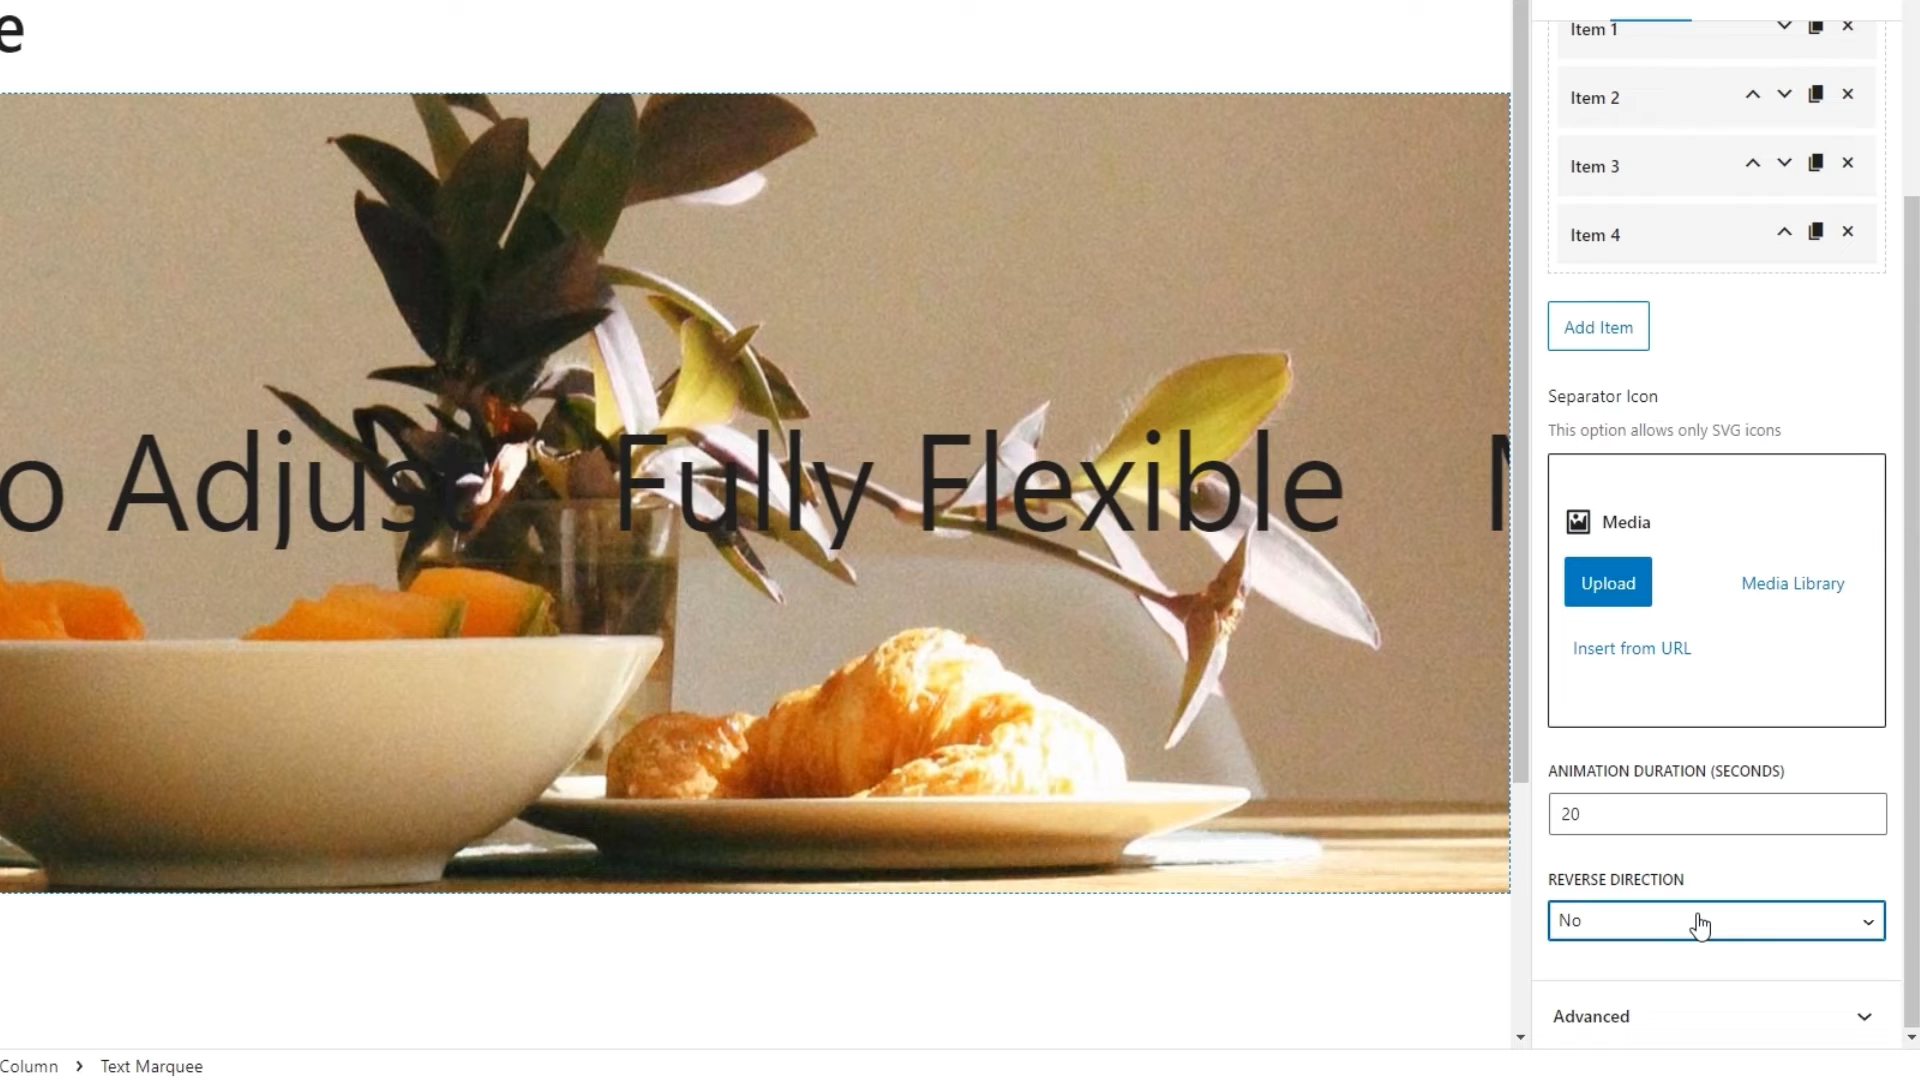 e
o Adjust Fully Flexible
Item 1
Item 2
Item 3
Item 4
Add Item
Separator Icon
This option allows only SVG icons
Media
Upload
Media Library
Insert from URL
ANIMATION DURATION (SECONDS)
20
REVERSE DIRECTION
No
Advanced
Column
Text Marquee